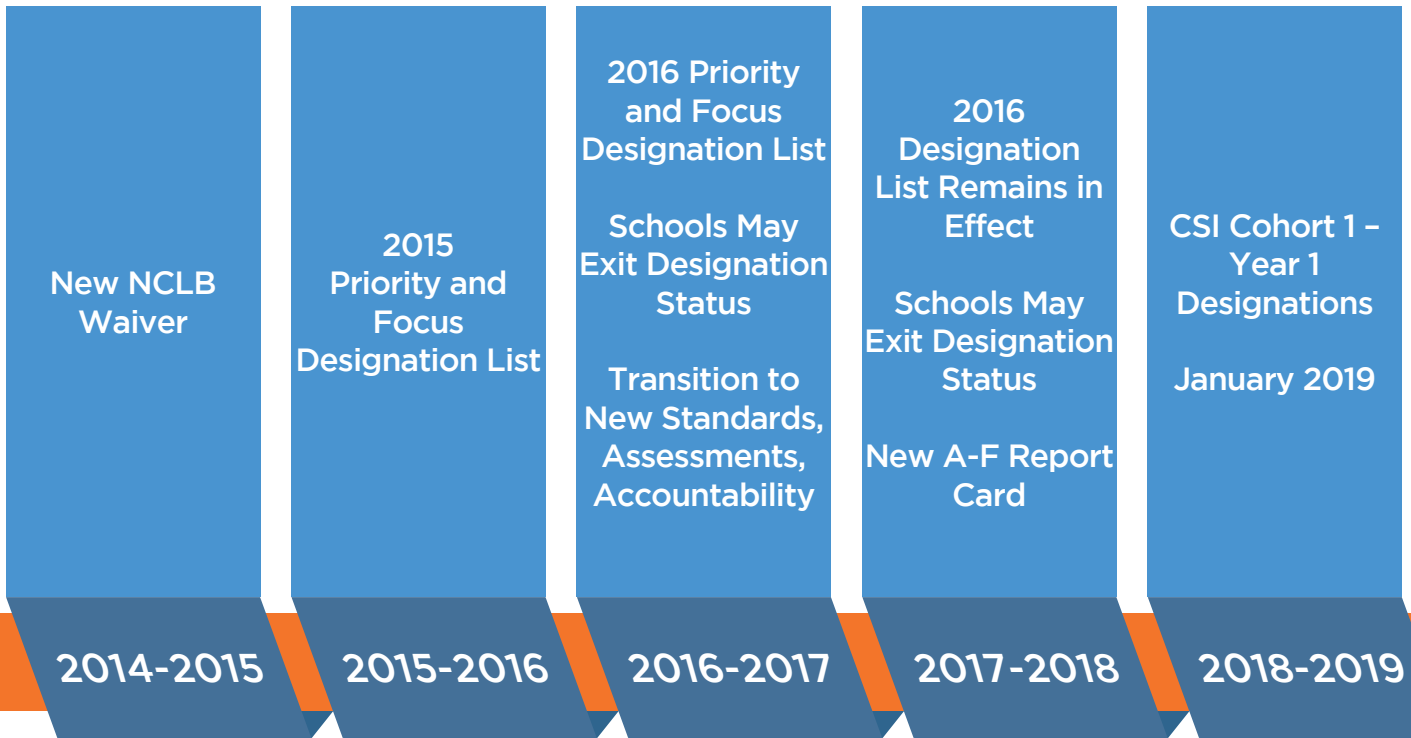 New NCLB
Waiver
2015
Priority and
Focus
Designation List
2016 Priority
and Focus
Designation List
Schools May
Exit Designation
Status
Transition to
New Standards,
Assessments,
Accountability
2016
Designation
List Remains in
Effect
Schools May
Exit Designation
Status
New A-F Report
Card
CSI Cohort 1 –
Year 1
Designations
January 2019
2014-2015
2015-2016
2016-2017
2017-2018
2018-2019